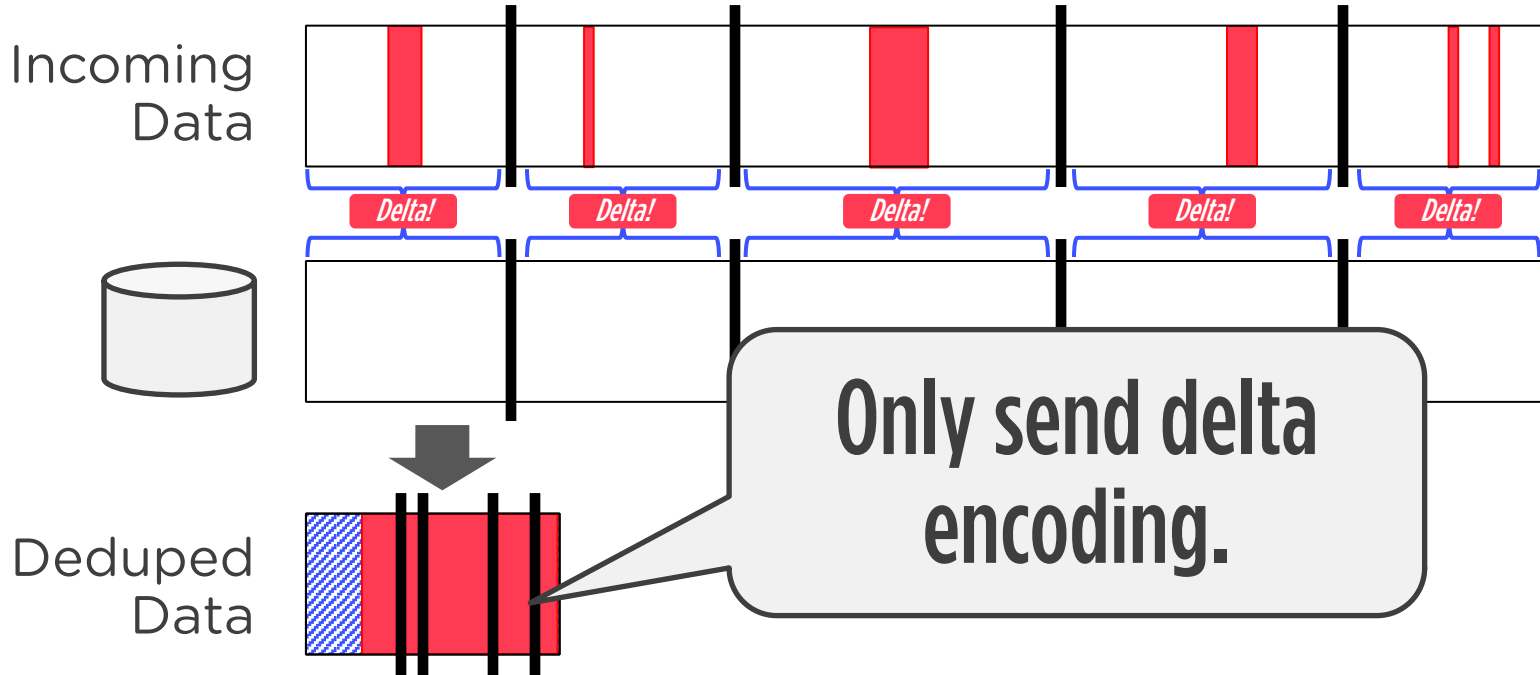 Incoming
Data
Delta! Delta! Delta! Delta! Delta!
Only send delta
encoding.
Deduped
Data